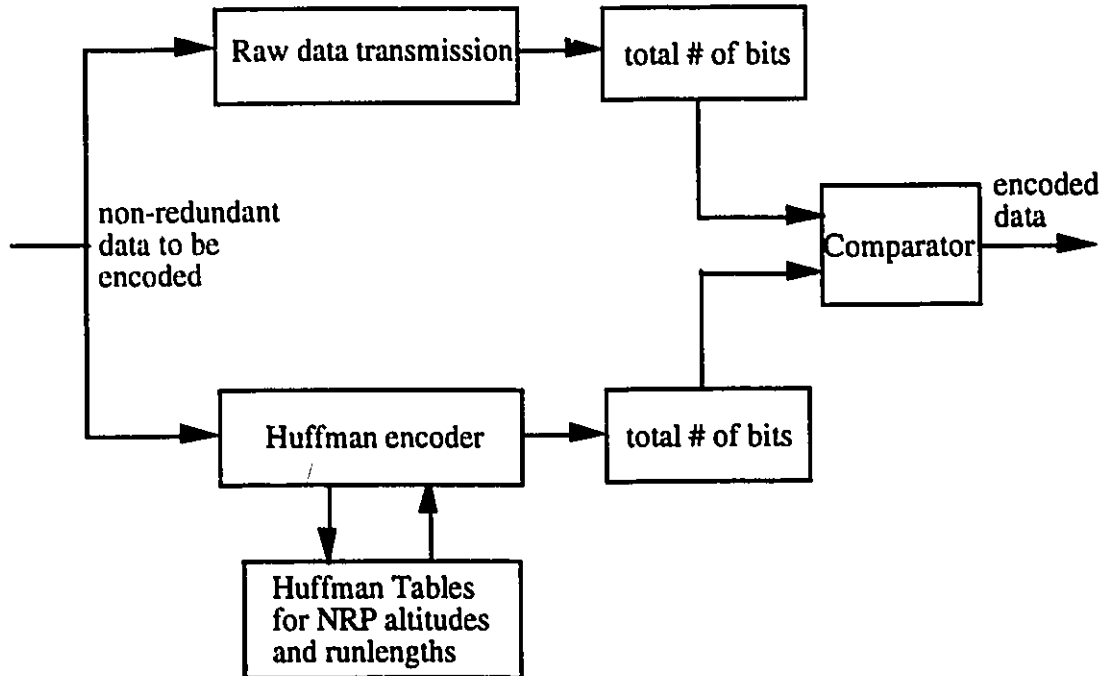 Raw data transmission
total # of bits
non-redundant
data to be
encoded
encoded
data
Comparator
Huffman encoder
total # of bits
Huffman Tables
for NRP altitudes
and runlengths